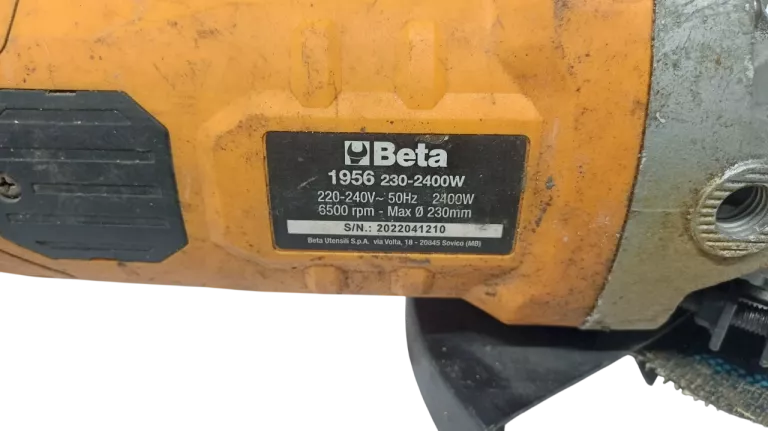 Beta
1956 230-2400W
220-240V~ 50Hz 2400W
6500 rpm - Max Ø 230mm
S/N.: 2022041210
Beta Utensili S.p.A. via Volta, 18 - 20845 Sovico (MB)